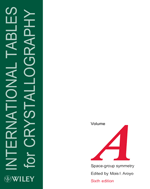 INTERNATIONAL TABLES
for CRYSTALLOGRAPHY
WILEY
Volume
A
Space-group symmetry
Edited by Mois I. Aroyo
Sixth edition